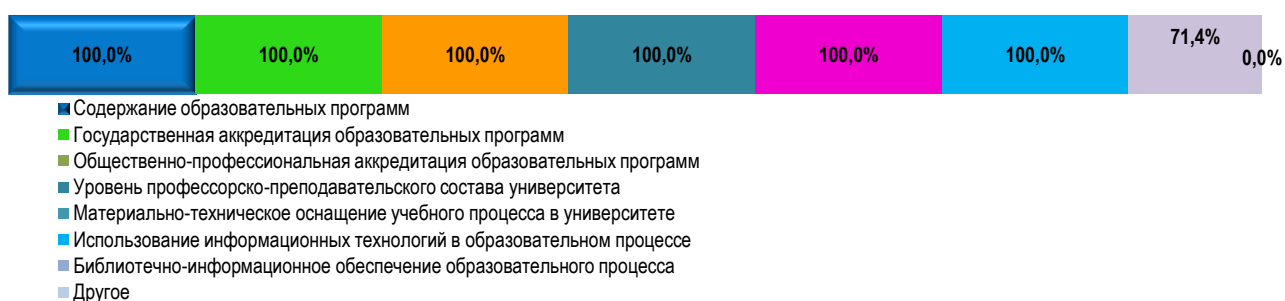 100,0% 100,0% 100,0% 100,0% 100,0% 100,0% 71,4% 0,0%
Содержание образовательных программ
Государственная аккредитация образовательных программ
Общественно-профессиональная аккредитация образовательных программ
Уровень профессорско-преподавательского состава университета
Материально-техническое оснащение учебного процесса в университете
Использование информационных технологий в образовательном процессе
Библиотечно-информационное обеспечение образовательного процесса
Другое